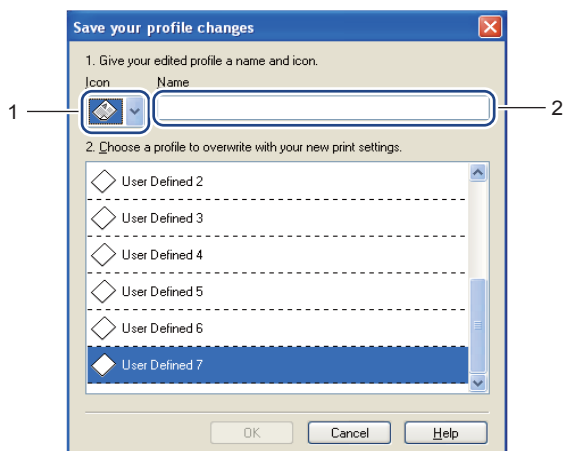 Save your profile changes
1. Give your edited profile a name and icon.
Icon Name
1
2
2. Choose a profile to overwrite with your new print settings.
User Defined 2
User Defined 3
User Defined 4
User Defined 5
User Defined 6
User Defined 7
OK Cancel Help